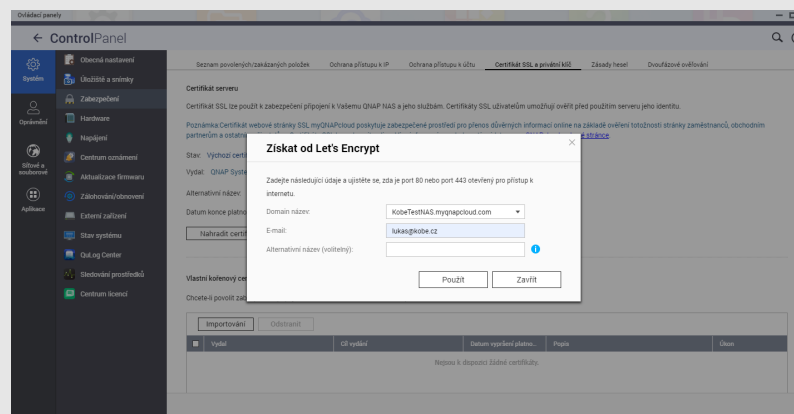 Ovládací panely
ControlPanel
Systém
Oprávnění
Síťové a souborové
Aplikace
Obecná nastavení
Úložiště a snímky
Zabezpečení
Hardware
Napájení
Centrum oznámení
Aktualizace firmwaru
Zálohování/obnovení
Externí zařízení
Stav systému
QuLog Center
Sledování prostředků
Centrum licencí
Seznam povolených/zakázaných položek
Ochrana přístupu k IP
Ochrana přístupu k účtu
Certifikát SSL a privátní klíč
Zásady hesel
Dvoufázové ověřování
Certifikát serveru
Certifikát SSL lze použít k zabezpečení připojení k Vašemu QNAP NAS a jeho službám. Certifikáty SSL uživatelům umožňují ověřit před použitím serveru jeho identitu.
Poznámka:Certifikát webové stránky SSL myQNAPcloud poskytuje zabezpečené prostředí pro přenos důvěrných informací online na základě ověření totožnosti stránky zaměstnanců, obchodním
partnerům a ostatní
stránce.
Stav: Výchozí certi
Vydal: QNAP Syste
Alternativní název:
Datum konce platno
Nahradit certif
Získat od Let's Encrypt
Zadejte následující údaje a ujistěte se, zda je port 80 nebo port 443 otevřený pro přístup k
internetu.
Domain název:
KobeTestNAS.myqnapcloud.com
E-mail:
lukas@kobe.cz
Alternativní název (volitelný):
Použít
Zavřít
Vlastní kořenový cer
Chcete-li povolit zab
Importování
Odstranit
Vydal
Cíl vydání
Datum vypršení platno...
Popis
Úkon
Nejsou k dispozici žádné certifikáty.